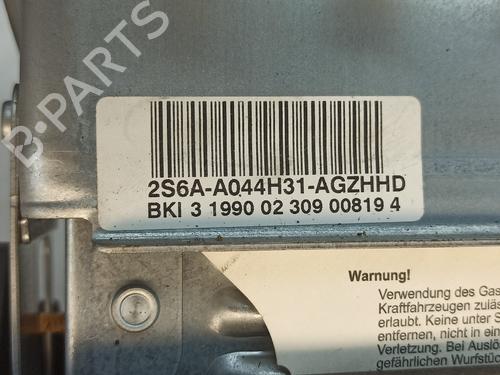 B-PARTS
2S6A-A044H31-AGZHHD
BKI 3 1990 02 309 00819 4
Warnung!
Verwendung des Gas
Kraftfahrzeugen zuläs
erlaubt. Keine unter S
entfernen, nicht in ein
Verletzung. Bei Auslö
gefährlichen Wurfstüc